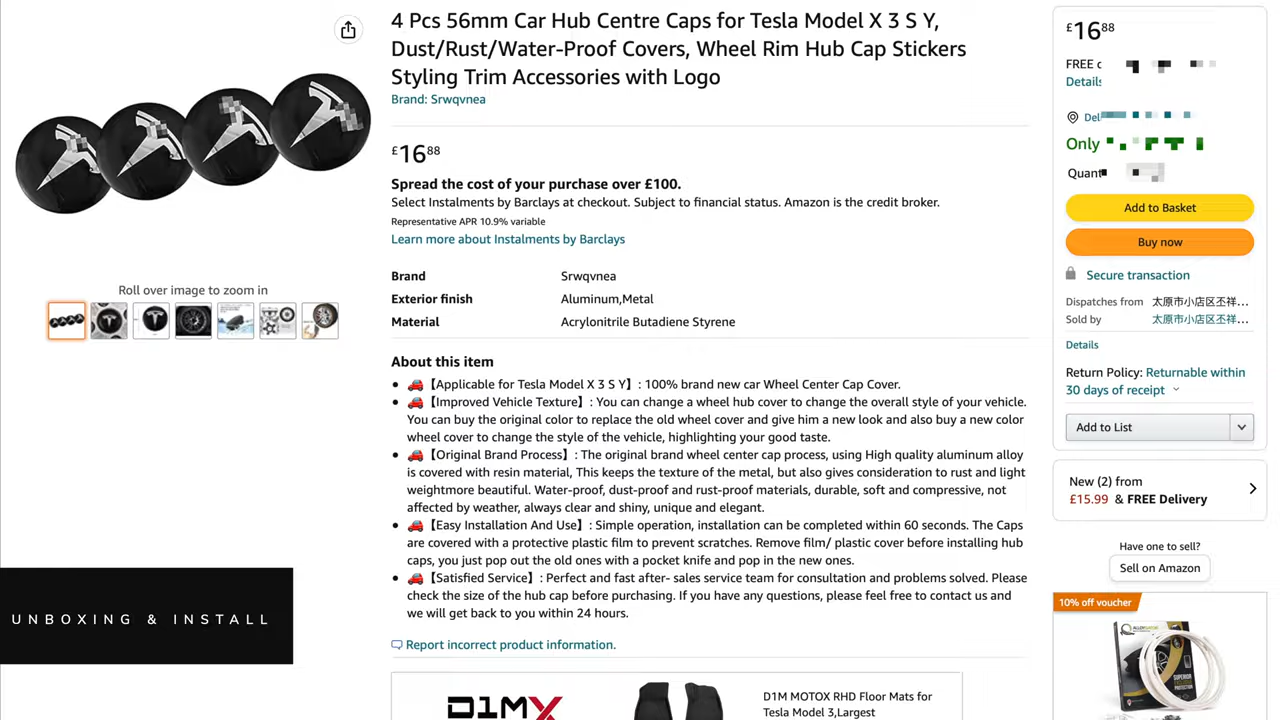 4 Pcs 56mm Car Hub Centre Caps for Tesla Model X 3 S Y,
Dust/Rust/Water-Proof Covers, Wheel Rim Hub Cap Stickers
Styling Trim Accessories with Logo
Brand: Srwqvnea
£16⁸⁸
Spread the cost of your purchase over £100.
Select Instalments by Barclays at checkout. Subject to financial status. Amazon is the credit broker.
Representative APR 10.9% variable
Learn more about Instalments by Barclays
Roll over image to zoom in
Brand Srwqvnea
Exterior finish Aluminum,Metal
Material Acrylonitrile Butadiene Styrene
About this item
• 🚗【Applicable for Tesla Model X 3 S Y】: 100% brand new car Wheel Center Cap Cover.
• 🚗【Improved Vehicle Texture】: You can change a wheel hub cover to change the overall style of your vehicle.
You can buy the original color to replace the old wheel cover and give him a new look and also buy a new color
wheel cover to change the style of the vehicle, highlighting your good taste.
• 🚗【Original Brand Process】: The original brand wheel center cap process, using High quality aluminum alloy
is covered with resin material, This keeps the texture of the metal, but also gives consideration to rust and light
weightmore beautiful. Water-proof, dust-proof and rust-proof materials, durable, soft and compressive, not
affected by weather, always clear and shiny, unique and elegant.
• 🚗【Easy Installation And Use】: Simple operation, installation can be completed within 60 seconds. The Caps
are covered with a protective plastic film to prevent scratches. Remove film/ plastic cover before installing hub
caps, you just pop out the old ones with a pocket knife and pop in the new ones.
• 🚗【Satisfied Service】: Perfect and fast after- sales service team for consultation and problems solved. Please
check the size of the hub cap before purchasing. If you have any questions, please feel free to contact us and
we will get back to you within 24 hours.
Report incorrect product information.
UNBOXING & INSTALL
D1MX
D1M MOTOX RHD Floor Mats for
Tesla Model 3,Largest
£16⁸⁸
FREE
Details
Only
Add to Basket
Buy now
Secure transaction
Dispatches from 太原市小店区丕祥...
Sold by 太原市小店区丕祥...
Details
Return Policy: Returnable within
30 days of receipt
Add to List
New (2) from
£15.99 & FREE Delivery
Have one to sell?
Sell on Amazon
10% off voucher